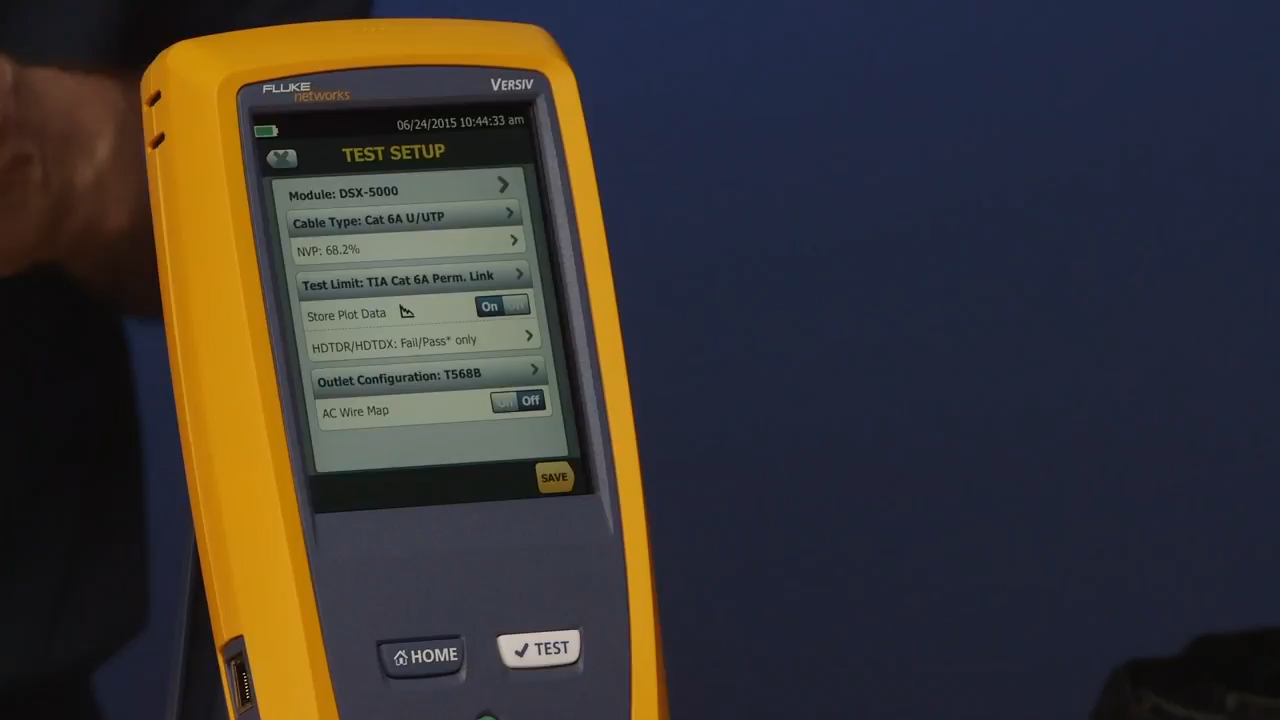 FLUKE
networks
VERSIV
06/24/2015 10:44:33 am
TEST SETUP
Module: DSX-5000
Cable Type: Cat 6A U/UTP
NVP: 68.2%
Test Limit: TIA Cat 6A Perm. Link
Store Plot Data On Off
HDTDR/HDTDX: Fail/Pass* only
Outlet Configuration: T568B
AC Wire Map On Off
SAVE
HOME
TEST